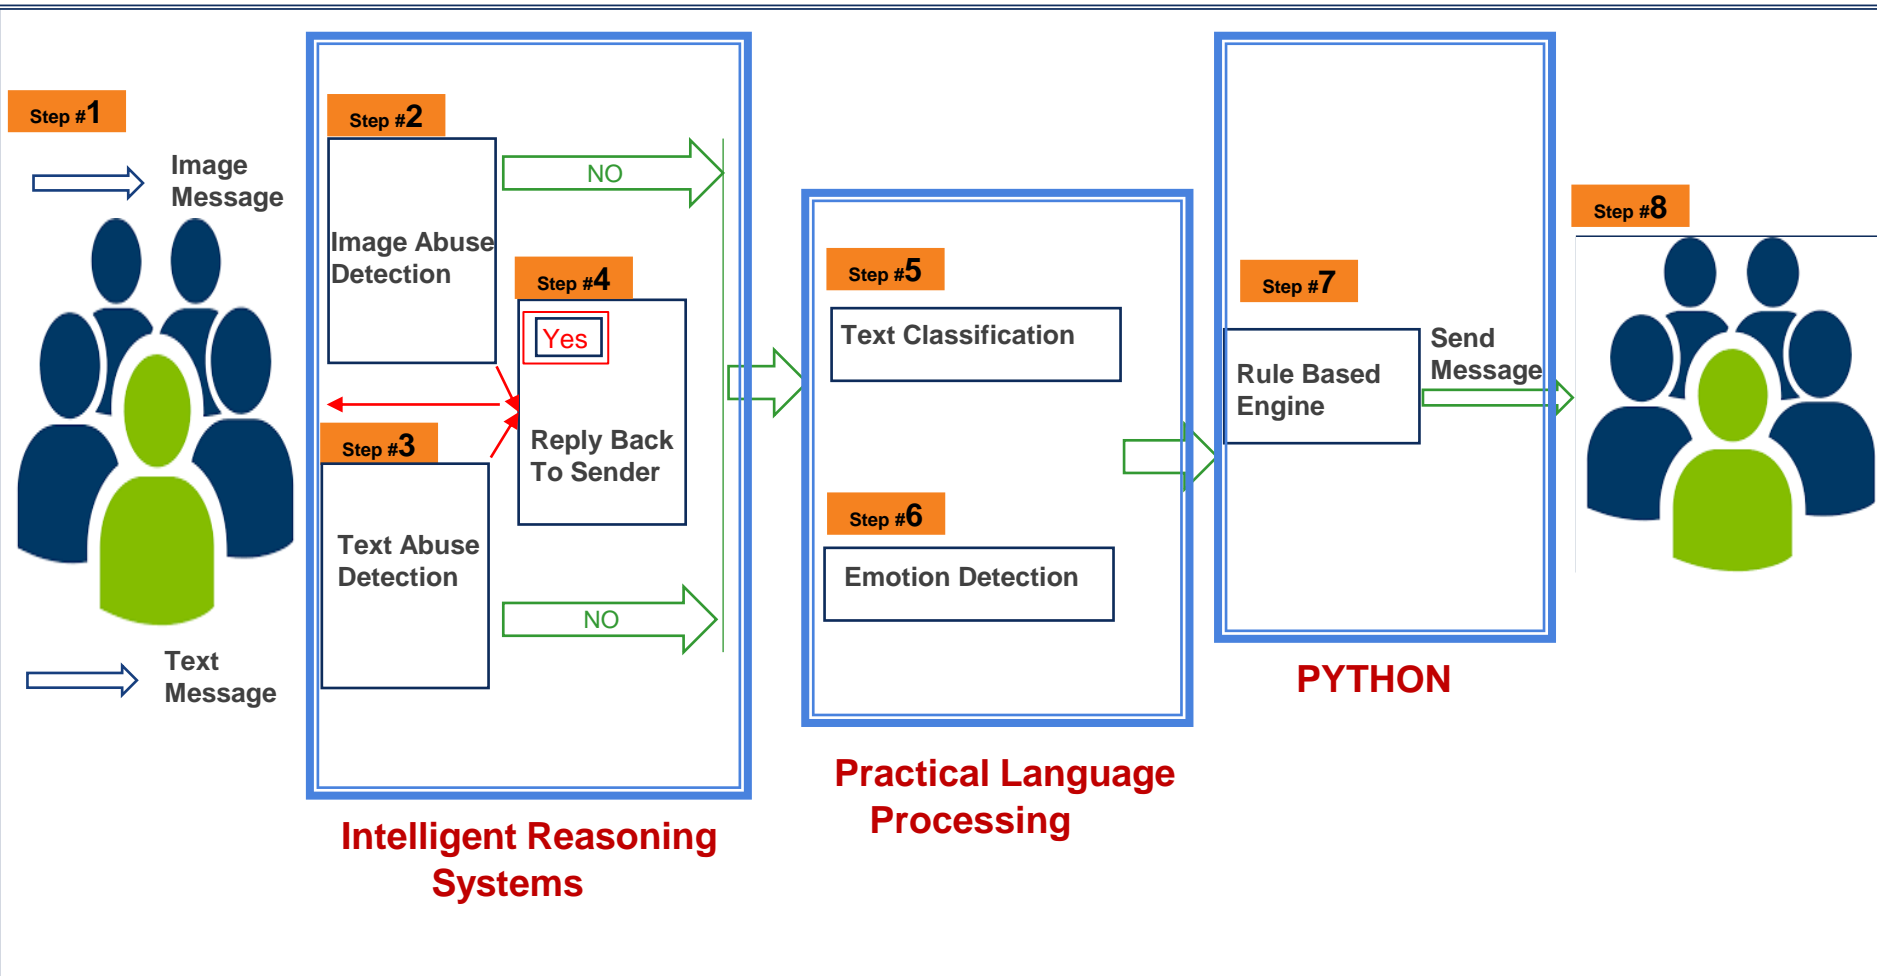 Step #1
Image
Message
Text
Message
Step #2
NO
Image Abuse
Detection
Step #4
Yes
Reply Back
To Sender
Step #3
Text Abuse
Detection
NO
Intelligent Reasoning
Systems
Step #5
Text Classification
Step #6
Emotion Detection
Practical Language
Processing
Step #7
Rule Based
Engine
Send
Message
PYTHON
Step #8